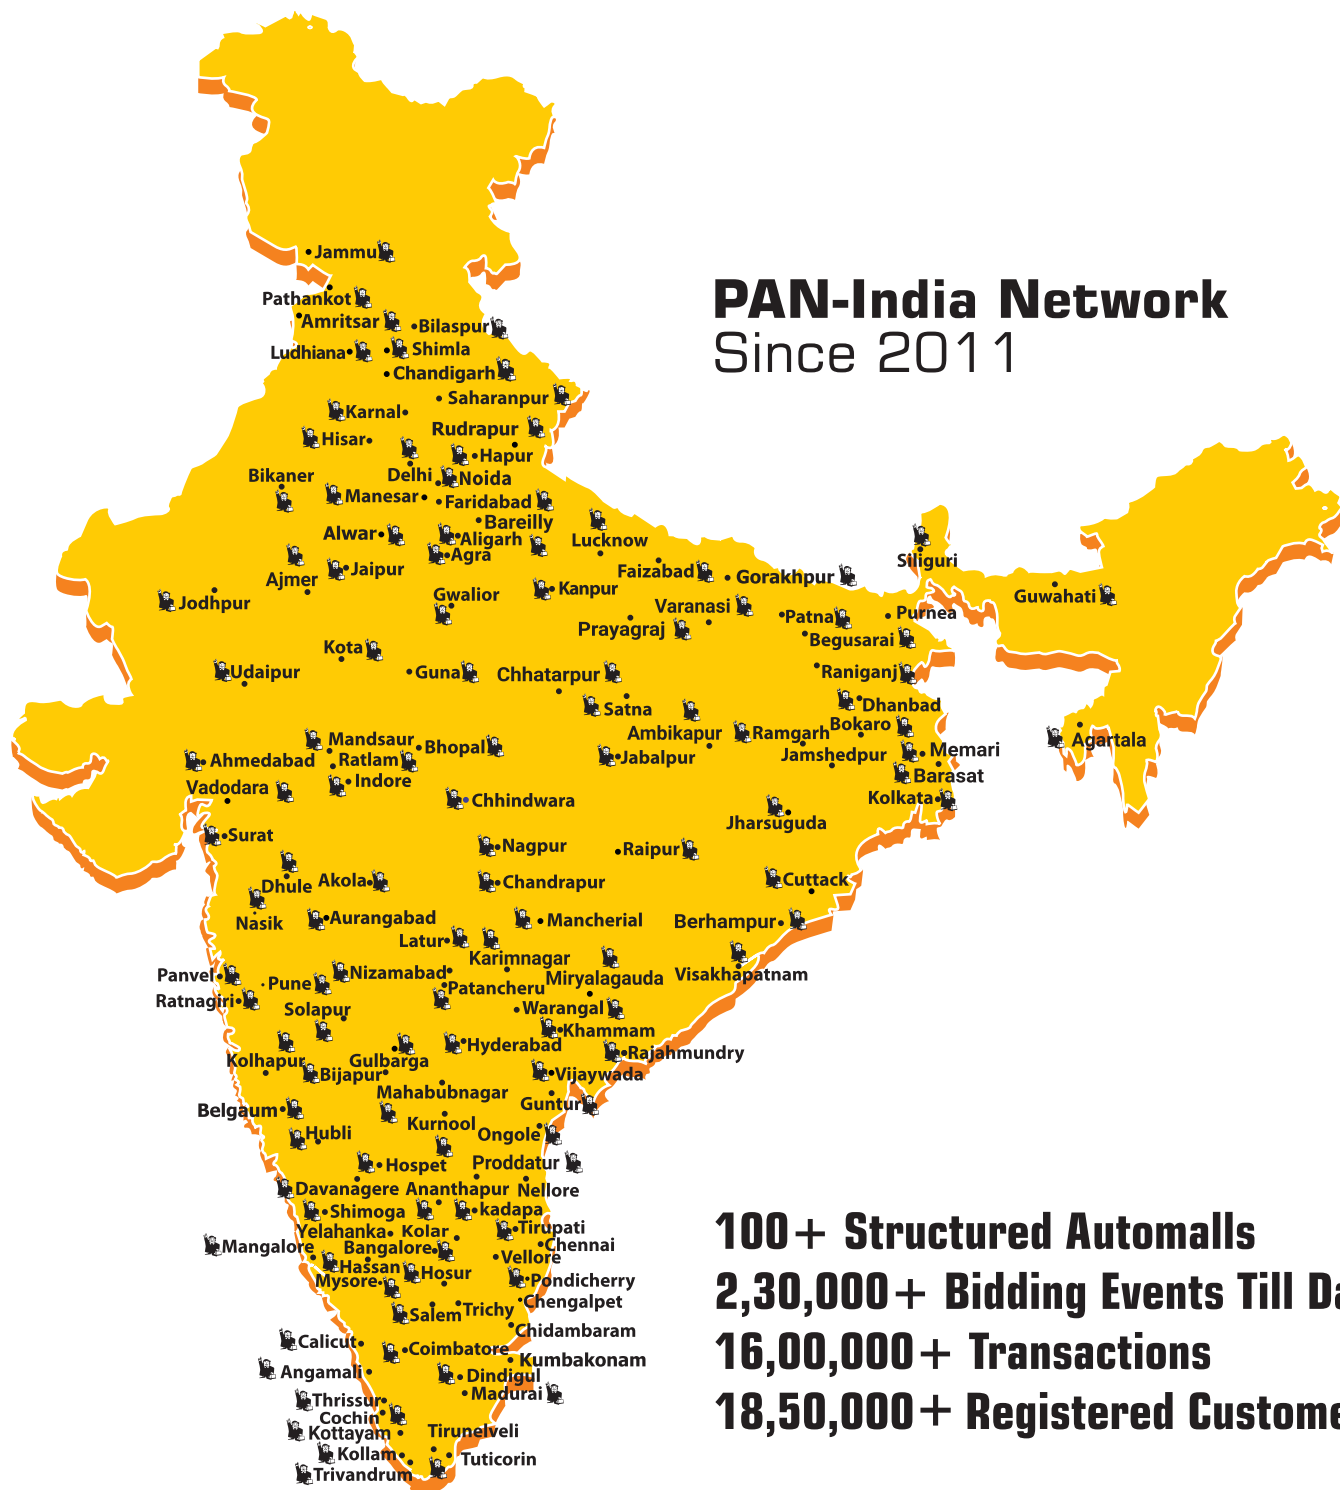 Jammu
Pathankot
PAN-India Network
Amritsar
Bilaspur
Since 2011
Ludhiana
Shimla
Chandigarh
Saharanpur
Karnal
Rudrapur
Hisar
Hapur
Bikaner
Delhi
Noida
Manesar
Faridabad
Bareilly
Alwar
Aligarh
Lucknow
Agra
Siliguri
Ajmer
Jaipur
Faizabad
Gorakhpur
Kanpur
Guwahati
Jodhpur
Gwalior
Varanasi
Patna
Purnea
Prayagraj
Begusarai
Kota
Udaipur
Guna
Chhatarpur
Raniganj
Satna
Dhanbad
Bokaro
Ambikapur
Ramgarh
Mandsaur
Bhopal
Agartala
Memari
Ahmedabad
Ratlam
Jabalpur
Jamshedpur
Indore
Barasat
Vadodara
Kolkata
Chhindwara
Jharsuguda
Surat
Nagpur
Raipur
Dhule
Akola
Chandrapur
Cuttack
Nasik
Aurangabad
Mancherial
Berhampur
Latur
Karimnagar
Panvel
Nizamabad
Visakhapatnam
Pune
Patancheru
Miryalagauda
Ratnagiri
Solapur
Warangal
Khammam
Hyderabad
Rajahmundry
Kolhapur
Gulbarga
Bijapur
Vijaywada
Mahabubnagar
Guntur
Belgaum
Kurnool
Hubli
Ongole
Hospet
Proddatur
Davanagere
Ananthapur
Nellore
Shimoga
kadapa
Yelahanka
Kolar
Tirupati
100+ Structured Automalls
Mangalore
Bangalore
Chennai
Vellore
Hassan
Hosur
Mysore
Pondicherry
2,30,000+ Bidding Events Till Da
Salem
Trichy
Chengalpet
Chidambaram
Calicut
Coimbatore
16,00,000+ Transactions
Kumbakonam
Angamali
Dindigul
Madurai
Thrissur
18,50,000+ Registered Custome
Cochin
Kottayam
Tirunelveli
Kollam
Tuticorin
Trivandrum